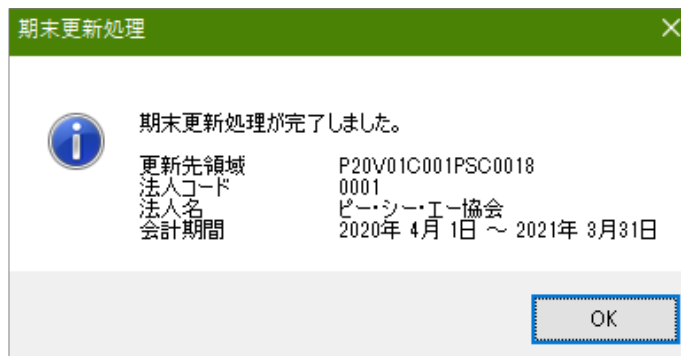 期末更新処理
期末更新処理が完了しました。
更新先領域 P20V01C001PSC0018
法人コード 0001
法人名 ピー・シー・エー協会
会計期間 2020年 4月 1日 ～ 2021年 3月31日
OK